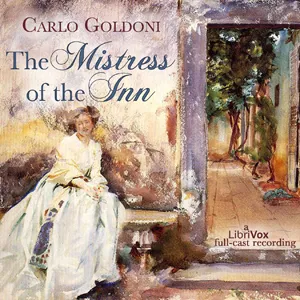 CARLO GOLDONI
The Mistress
of the Inn
a
LibriVox
full-cast recording